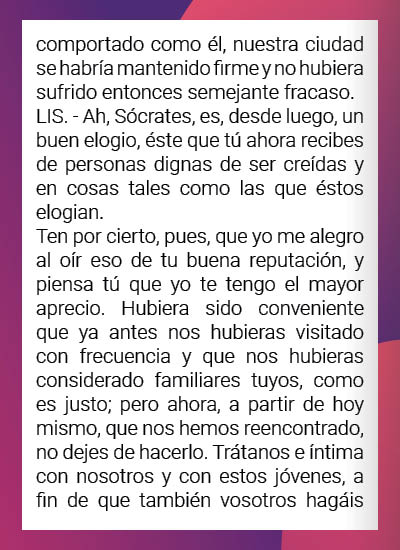 comportado como él, nuestra ciudad
se habría mantenido firme y no hubiera
sufrido entonces semejante fracaso.
LIS. - Ah, Sócrates, es, desde luego, un
buen elogio, éste que tú ahora recibes
de personas dignas de ser creídas y
en cosas tales como las que éstos
elogian.
Ten por cierto, pues, que yo me alegro
al oír eso de tu buena reputación, y
piensa tú que yo te tengo el mayor
aprecio. Hubiera sido conveniente
que ya antes nos hubieras visitado
con frecuencia y que nos hubieras
considerado familiares tuyos, como
es justo; pero ahora, a partir de hoy
mismo, que nos hemos reencontrado,
no dejes de hacerlo. Trátanos e íntima
con nosotros y con estos jóvenes, a
fin de que también vosotros hagáis